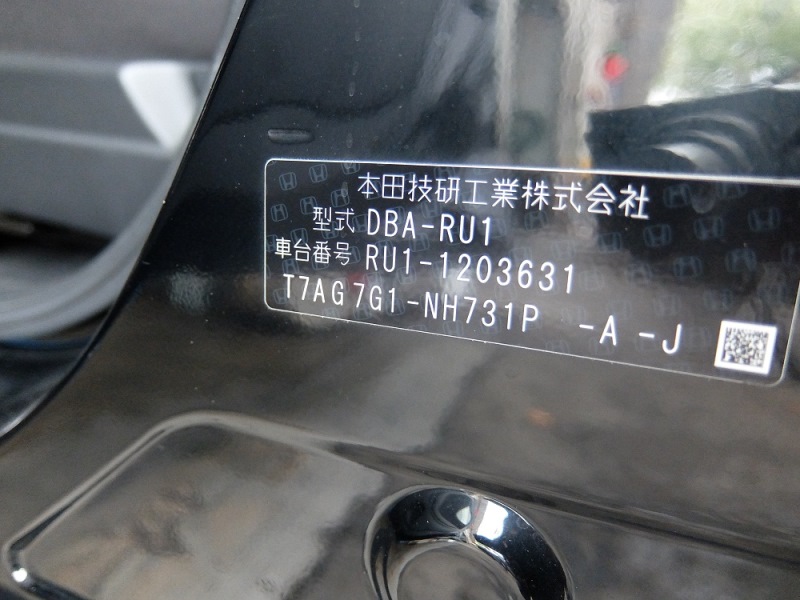 本田技研工業株式会社
型式 DBA-RU1
車台番号 RU1-1203631
T7AG7G1-NH731P -A -J